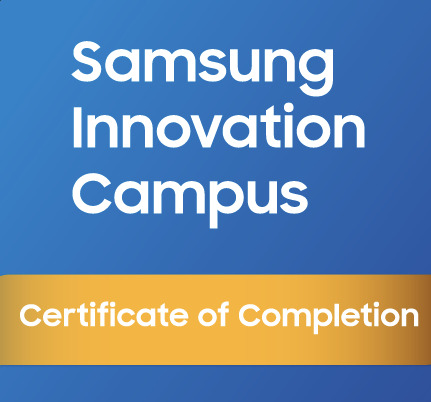 Samsung
Innovation
Campus
Certificate of Completion